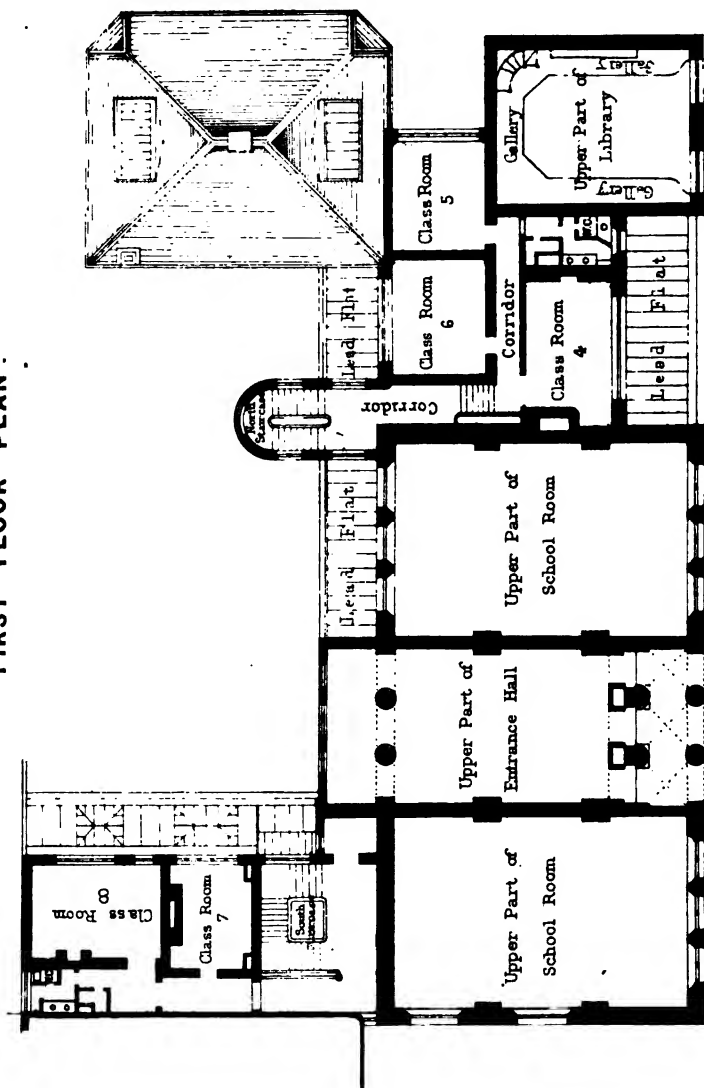 FIRST FLOOR PLAN.
Gallery
Gallery
Upper Part of
Library
Gallery
Class Room
5
W.C.
Class Room
6
Corridor
Class Room
4
Lead Flat
Lead Flat
North
Staircase
Corridor
Lead Flat
Upper Part of
School Room
Upper Part of
Entrance Hall
Class Room
8
Class Room
7
South
Staircase
Upper Part of
School Room